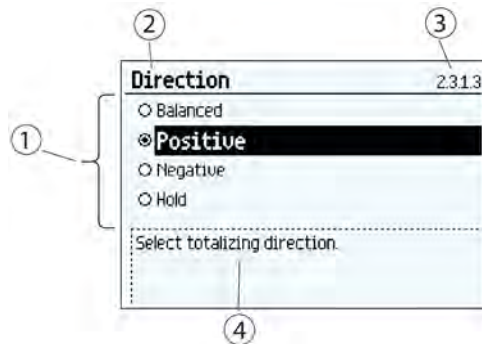 2
3
Direction 2.3.1.3
Balanced
1
Positive
Negative
Hold
Select totalizing direction.
4